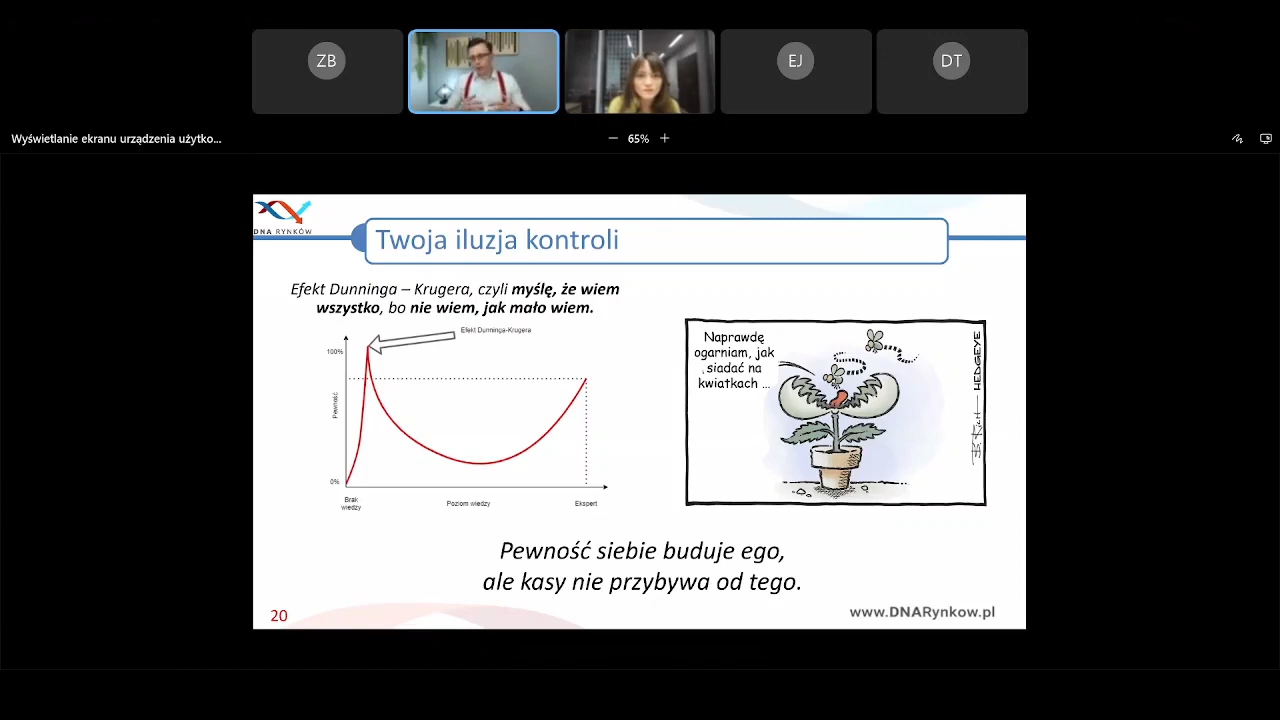 ZB
EJ
DT
Wyświetlanie ekranu urządzenia użytko...
65%
DNA RYNKÓW
Twoja iluzja kontroli
Efekt Dunninga – Krugera, czyli myślę, że wiem
wszystko, bo nie wiem, jak mało wiem.
Efekt Dunninga-Krugera
100%
Pewność
0%
Brak
wiedzy
Poziom wiedzy
Ekspert
Naprawdę
ogarniam, jak
siadać na
kwiatkach ...
HEDGEYE
Pewność siebie buduje ego,
ale kasy nie przybywa od tego.
20
www.DNARynkow.pl